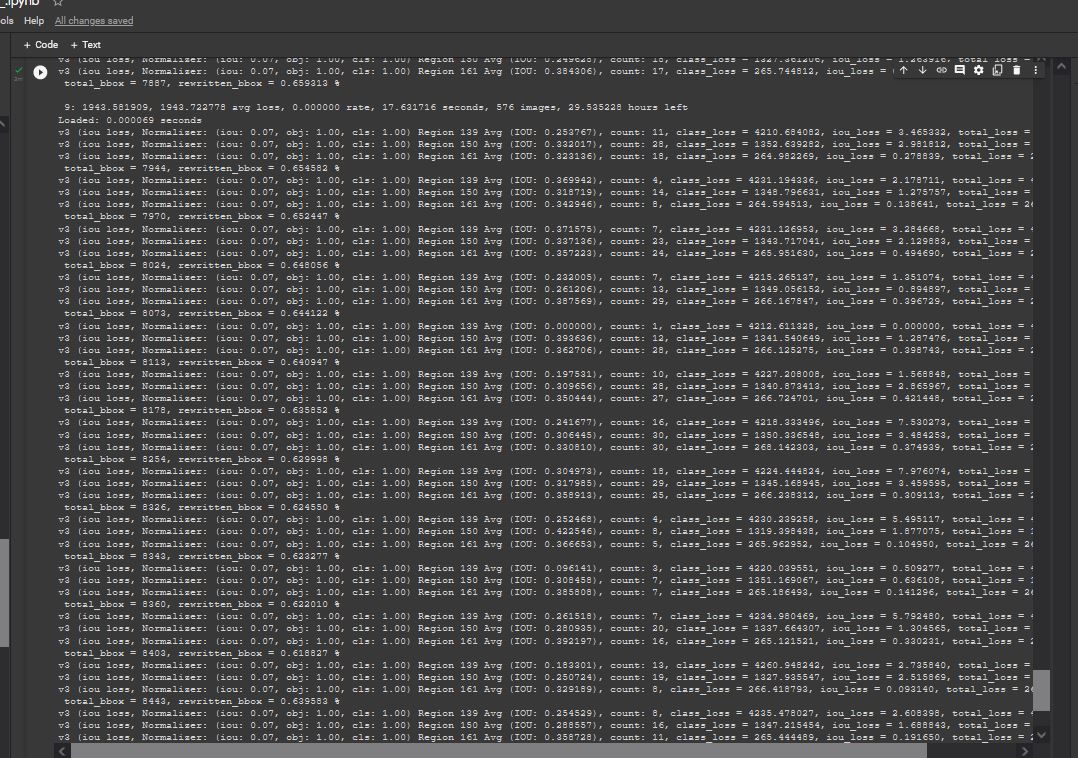 _.ipynb
ols Help All changes saved
+ Code + Text
v3 (iou loss, Normalizer: (iou: 0.07, obj: 1.00, cls: 1.00) Region 150 Avg (IOU: 0.249628), count: 18, class_loss = 1327.361206, iou_loss = 1.263916, total_loss =
v3 (iou loss, Normalizer: (iou: 0.07, obj: 1.00, cls: 1.00) Region 161 Avg (IOU: 0.384306), count: 17, class_loss = 265.744812, iou_loss =
total_bbox = 7887, rewritten_bbox = 0.659313 %
9: 1943.581909, 1943.722778 avg loss, 0.000000 rate, 17.631716 seconds, 576 images, 29.535228 hours left
Loaded: 0.000069 seconds
v3 (iou loss, Normalizer: (iou: 0.07, obj: 1.00, cls: 1.00) Region 139 Avg (IOU: 0.253767), count: 11, class_loss = 4210.684082, iou_loss = 3.465332, total_loss =
v3 (iou loss, Normalizer: (iou: 0.07, obj: 1.00, cls: 1.00) Region 150 Avg (IOU: 0.332017), count: 28, class_loss = 1352.639282, iou_loss = 2.981812, total_loss =
v3 (iou loss, Normalizer: (iou: 0.07, obj: 1.00, cls: 1.00) Region 161 Avg (IOU: 0.323136), count: 18, class_loss = 264.982269, iou_loss = 0.278839, total_loss = 2
total_bbox = 7944, rewritten_bbox = 0.654582 %
v3 (iou loss, Normalizer: (iou: 0.07, obj: 1.00, cls: 1.00) Region 139 Avg (IOU: 0.369942), count: 4, class_loss = 4231.194336, iou_loss = 2.178711, total_loss = 4
v3 (iou loss, Normalizer: (iou: 0.07, obj: 1.00, cls: 1.00) Region 150 Avg (IOU: 0.318719), count: 14, class_loss = 1348.796631, iou_loss = 1.275757, total_loss =
v3 (iou loss, Normalizer: (iou: 0.07, obj: 1.00, cls: 1.00) Region 161 Avg (IOU: 0.342946), count: 8, class_loss = 264.594513, iou_loss = 0.138641, total_loss = 26
total_bbox = 7970, rewritten_bbox = 0.652447 %
v3 (iou loss, Normalizer: (iou: 0.07, obj: 1.00, cls: 1.00) Region 139 Avg (IOU: 0.371575), count: 7, class_loss = 4231.126953, iou_loss = 3.284668, total_loss = 4
v3 (iou loss, Normalizer: (iou: 0.07, obj: 1.00, cls: 1.00) Region 150 Avg (IOU: 0.337136), count: 23, class_loss = 1343.717041, iou_loss = 2.129883, total_loss =
v3 (iou loss, Normalizer: (iou: 0.07, obj: 1.00, cls: 1.00) Region 161 Avg (IOU: 0.357223), count: 24, class_loss = 265.951630, iou_loss = 0.494690, total_loss = 2
total_bbox = 8024, rewritten_bbox = 0.648056 %
v3 (iou loss, Normalizer: (iou: 0.07, obj: 1.00, cls: 1.00) Region 139 Avg (IOU: 0.232005), count: 7, class_loss = 4215.265137, iou_loss = 1.351074, total_loss = 4
v3 (iou loss, Normalizer: (iou: 0.07, obj: 1.00, cls: 1.00) Region 150 Avg (IOU: 0.261206), count: 13, class_loss = 1349.056152, iou_loss = 0.894897, total_loss =
v3 (iou loss, Normalizer: (iou: 0.07, obj: 1.00, cls: 1.00) Region 161 Avg (IOU: 0.387569), count: 29, class_loss = 266.167847, iou_loss = 0.396729, total_loss = 2
total_bbox = 8073, rewritten_bbox = 0.644122 %
v3 (iou loss, Normalizer: (iou: 0.07, obj: 1.00, cls: 1.00) Region 139 Avg (IOU: 0.000000), count: 1, class_loss = 4212.611328, iou_loss = 0.000000, total_loss = 4
v3 (iou loss, Normalizer: (iou: 0.07, obj: 1.00, cls: 1.00) Region 150 Avg (IOU: 0.393636), count: 12, class_loss = 1341.540649, iou_loss = 1.287476, total_loss =
v3 (iou loss, Normalizer: (iou: 0.07, obj: 1.00, cls: 1.00) Region 161 Avg (IOU: 0.362706), count: 28, class_loss = 266.125275, iou_loss = 0.398743, total_loss = 2
total_bbox = 8113, rewritten_bbox = 0.640947 %
v3 (iou loss, Normalizer: (iou: 0.07, obj: 1.00, cls: 1.00) Region 139 Avg (IOU: 0.197531), count: 10, class_loss = 4227.208008, iou_loss = 1.568848, total_loss =
v3 (iou loss, Normalizer: (iou: 0.07, obj: 1.00, cls: 1.00) Region 150 Avg (IOU: 0.309656), count: 28, class_loss = 1340.873413, iou_loss = 2.865967, total_loss =
v3 (iou loss, Normalizer: (iou: 0.07, obj: 1.00, cls: 1.00) Region 161 Avg (IOU: 0.350444), count: 27, class_loss = 266.724701, iou_loss = 0.421448, total_loss = 2
total_bbox = 8178, rewritten_bbox = 0.635852 %
v3 (iou loss, Normalizer: (iou: 0.07, obj: 1.00, cls: 1.00) Region 139 Avg (IOU: 0.241677), count: 16, class_loss = 4218.333496, iou_loss = 7.530273, total_loss =
v3 (iou loss, Normalizer: (iou: 0.07, obj: 1.00, cls: 1.00) Region 150 Avg (IOU: 0.306445), count: 30, class_loss = 1350.336548, iou_loss = 3.484253, total_loss =
v3 (iou loss, Normalizer: (iou: 0.07, obj: 1.00, cls: 1.00) Region 161 Avg (IOU: 0.330810), count: 30, class_loss = 268.142303, iou_loss = 0.374939, total_loss = 2
total_bbox = 8254, rewritten_bbox = 0.629998 %
v3 (iou loss, Normalizer: (iou: 0.07, obj: 1.00, cls: 1.00) Region 139 Avg (IOU: 0.304973), count: 18, class_loss = 4224.444824, iou_loss = 7.976074, total_loss =
v3 (iou loss, Normalizer: (iou: 0.07, obj: 1.00, cls: 1.00) Region 150 Avg (IOU: 0.317985), count: 29, class_loss = 1345.168945, iou_loss = 3.459595, total_loss =
v3 (iou loss, Normalizer: (iou: 0.07, obj: 1.00, cls: 1.00) Region 161 Avg (IOU: 0.358913), count: 25, class_loss = 266.238312, iou_loss = 0.309113, total_loss = 2
total_bbox = 8326, rewritten_bbox = 0.624550 %
v3 (iou loss, Normalizer: (iou: 0.07, obj: 1.00, cls: 1.00) Region 139 Avg (IOU: 0.252468), count: 4, class_loss = 4230.239258, iou_loss = 5.495117, total_loss = 4
v3 (iou loss, Normalizer: (iou: 0.07, obj: 1.00, cls: 1.00) Region 150 Avg (IOU: 0.422546), count: 8, class_loss = 1319.398438, iou_loss = 1.877075, total_loss = 1
v3 (iou loss, Normalizer: (iou: 0.07, obj: 1.00, cls: 1.00) Region 161 Avg (IOU: 0.366653), count: 5, class_loss = 265.962952, iou_loss = 0.104950, total_loss = 26
total_bbox = 8343, rewritten_bbox = 0.623277 %
v3 (iou loss, Normalizer: (iou: 0.07, obj: 1.00, cls: 1.00) Region 139 Avg (IOU: 0.096141), count: 3, class_loss = 4220.039551, iou_loss = 0.509277, total_loss = 4
v3 (iou loss, Normalizer: (iou: 0.07, obj: 1.00, cls: 1.00) Region 150 Avg (IOU: 0.308458), count: 7, class_loss = 1351.169067, iou_loss = 0.636108, total_loss = 1
v3 (iou loss, Normalizer: (iou: 0.07, obj: 1.00, cls: 1.00) Region 161 Avg (IOU: 0.385808), count: 7, class_loss = 265.186493, iou_loss = 0.141296, total_loss = 26
total_bbox = 8360, rewritten_bbox = 0.622010 %
v3 (iou loss, Normalizer: (iou: 0.07, obj: 1.00, cls: 1.00) Region 139 Avg (IOU: 0.261518), count: 7, class_loss = 4234.980469, iou_loss = 5.792480, total_loss = 4
v3 (iou loss, Normalizer: (iou: 0.07, obj: 1.00, cls: 1.00) Region 150 Avg (IOU: 0.280935), count: 20, class_loss = 1337.664307, iou_loss = 1.304565, total_loss =
v3 (iou loss, Normalizer: (iou: 0.07, obj: 1.00, cls: 1.00) Region 161 Avg (IOU: 0.392197), count: 16, class_loss = 265.121521, iou_loss = 0.330231, total_loss = 2
total_bbox = 8403, rewritten_bbox = 0.618827 %
v3 (iou loss, Normalizer: (iou: 0.07, obj: 1.00, cls: 1.00) Region 139 Avg (IOU: 0.183301), count: 13, class_loss = 4260.948242, iou_loss = 2.735840, total_loss =
v3 (iou loss, Normalizer: (iou: 0.07, obj: 1.00, cls: 1.00) Region 150 Avg (IOU: 0.250724), count: 19, class_loss = 1327.935547, iou_loss = 2.515869, total_loss =
v3 (iou loss, Normalizer: (iou: 0.07, obj: 1.00, cls: 1.00) Region 161 Avg (IOU: 0.329189), count: 8, class_loss = 266.418793, iou_loss = 0.093140, total_loss = 26
total_bbox = 8443, rewritten_bbox = 0.639583 %
v3 (iou loss, Normalizer: (iou: 0.07, obj: 1.00, cls: 1.00) Region 139 Avg (IOU: 0.254529), count: 8, class_loss = 4235.478027, iou_loss = 2.608398, total_loss = 4
v3 (iou loss, Normalizer: (iou: 0.07, obj: 1.00, cls: 1.00) Region 150 Avg (IOU: 0.288557), count: 16, class_loss = 1347.215454, iou_loss = 1.688843, total_loss =
v3 (iou loss, Normalizer: (iou: 0.07, obj: 1.00, cls: 1.00) Region 161 Avg (IOU: 0.358728), count: 11, class_loss = 265.444489, iou_loss = 0.191650, total_loss = 2